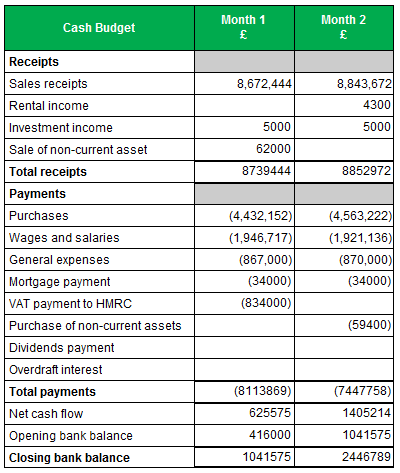 Cash Budget Month 1 £ Month 2 £
Receipts
Sales receipts 8,672,444 8,843,672
Rental income 4300
Investment income 5000 5000
Sale of non-current asset 62000
Total receipts 8739444 8852972
Payments
Purchases (4,432,152) (4,563,222)
Wages and salaries (1,946,717) (1,921,136)
General expenses (867,000) (870,000)
Mortgage payment (34000) (34000)
VAT payment to HMRC (834000)
Purchase of non-current assets (59400)
Dividends payment
Overdraft interest
Total payments (8113869) (7447758)
Net cash flow 625575 1405214
Opening bank balance 416000 1041575
Closing bank balance 1041575 2446789